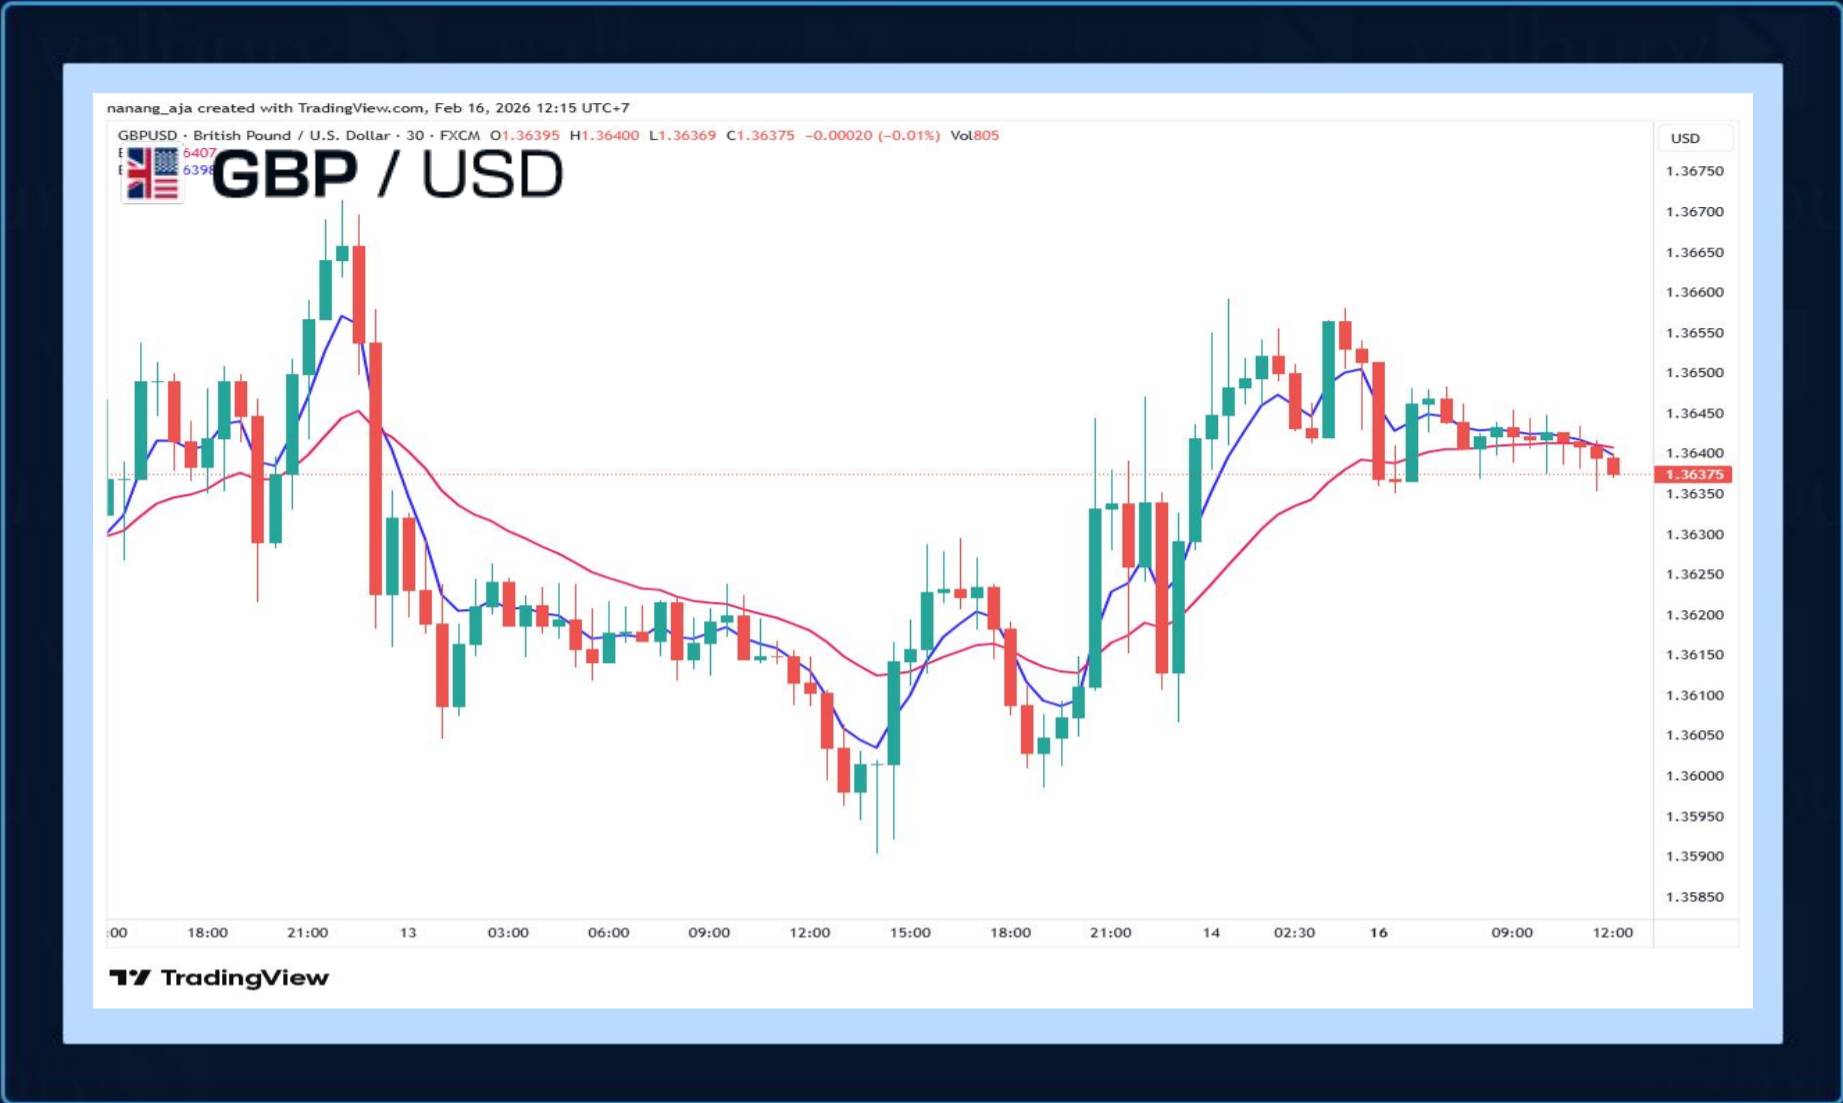 nanang_aja created with TradingView.com, Feb 16, 2026 12:15 UTC+7
GBPUSD · British Pound / U.S. Dollar · 30 · FXCM O1.36395 H1.36400 L1.36369 C1.36375 −0.00020 (−0.01%) Vol805
USD
E 6407
E 6398
GBP / USD
1.36750
1.36700
1.36650
1.36600
1.36550
1.36500
1.36450
1.36400
1.36375
1.36350
1.36300
1.36250
1.36200
1.36150
1.36100
1.36050
1.36000
1.35950
1.35900
1.35850
:00 18:00 21:00 13 03:00 06:00 09:00 12:00 15:00 18:00 21:00 14 02:30 16 09:00 12:00
TradingView